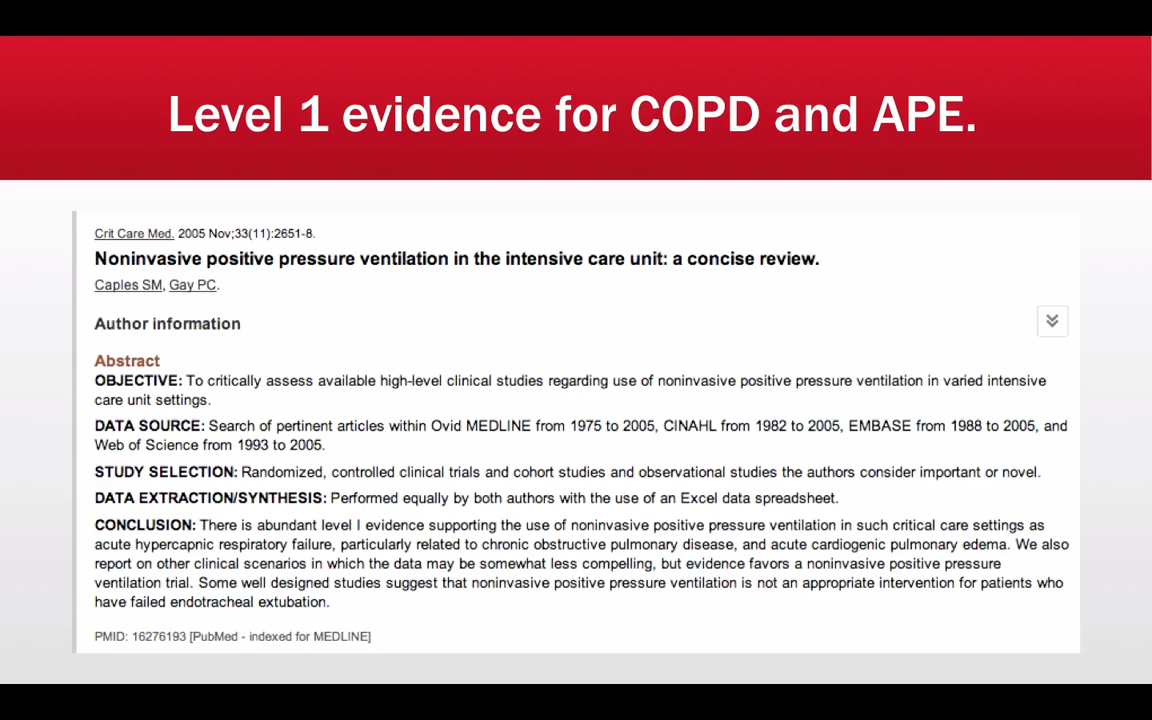 Level 1 evidence for COPD and APE.
Crit Care Med. 2005 Nov;33(11):2651-8.
Noninvasive positive pressure ventilation in the intensive care unit: a concise review.
Caples SM, Gay PC.
Author information
Abstract
OBJECTIVE: To critically assess available high-level clinical studies regarding use of noninvasive positive pressure ventilation in varied intensive
care unit settings.
DATA SOURCE: Search of pertinent articles within Ovid MEDLINE from 1975 to 2005, CINAHL from 1982 to 2005, EMBASE from 1988 to 2005, and
Web of Science from 1993 to 2005.
STUDY SELECTION: Randomized, controlled clinical trials and cohort studies and observational studies the authors consider important or novel.
DATA EXTRACTION/SYNTHESIS: Performed equally by both authors with the use of an Excel data spreadsheet.
CONCLUSION: There is abundant level I evidence supporting the use of noninvasive positive pressure ventilation in such critical care settings as
acute hypercapnic respiratory failure, particularly related to chronic obstructive pulmonary disease, and acute cardiogenic pulmonary edema. We also
report on other clinical scenarios in which the data may be somewhat less compelling, but evidence favors a noninvasive positive pressure
ventilation trial. Some well designed studies suggest that noninvasive positive pressure ventilation is not an appropriate intervention for patients who
have failed endotracheal extubation.
PMID: 16276193 [PubMed - indexed for MEDLINE]